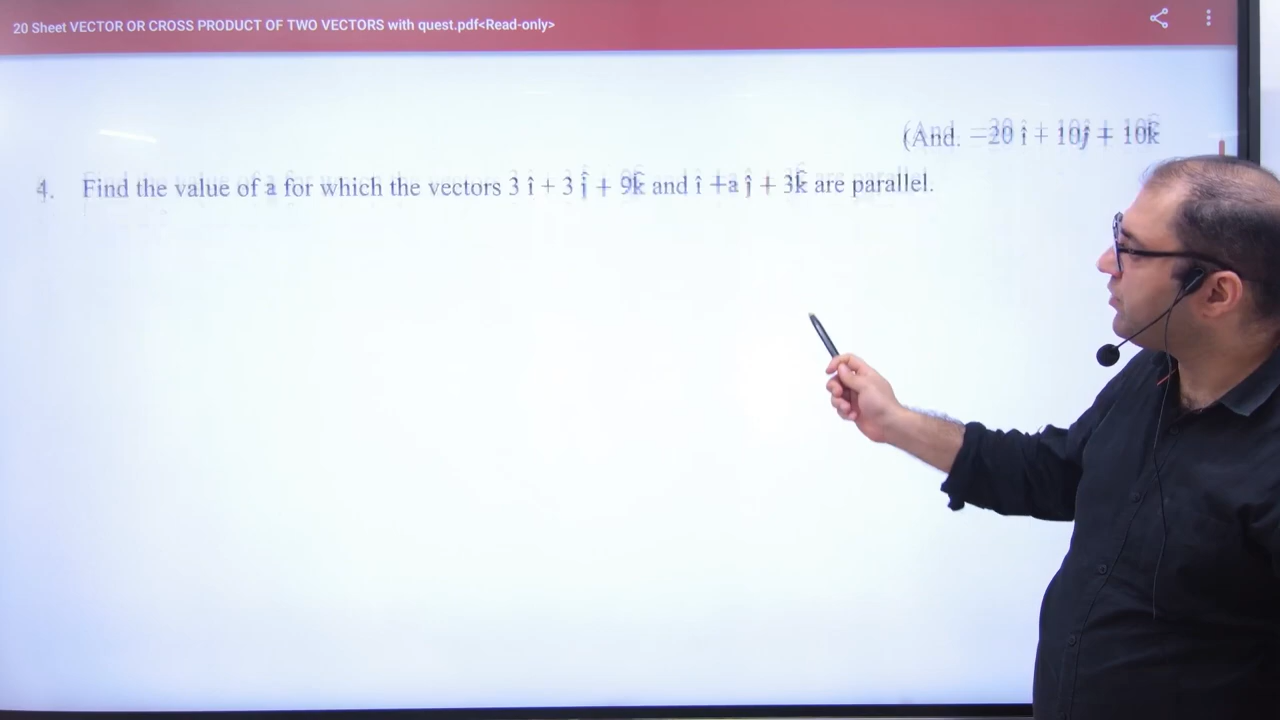 20 Sheet VECTOR OR CROSS PRODUCT OF TWO VECTORS with quest.pdf<Read-only>
(And. −20 î + 10ĵ + 10k̂
4. Find the value of a for which the vectors 3 î + 3 ĵ + 9k̂ and î +a ĵ + 3k̂ are parallel.